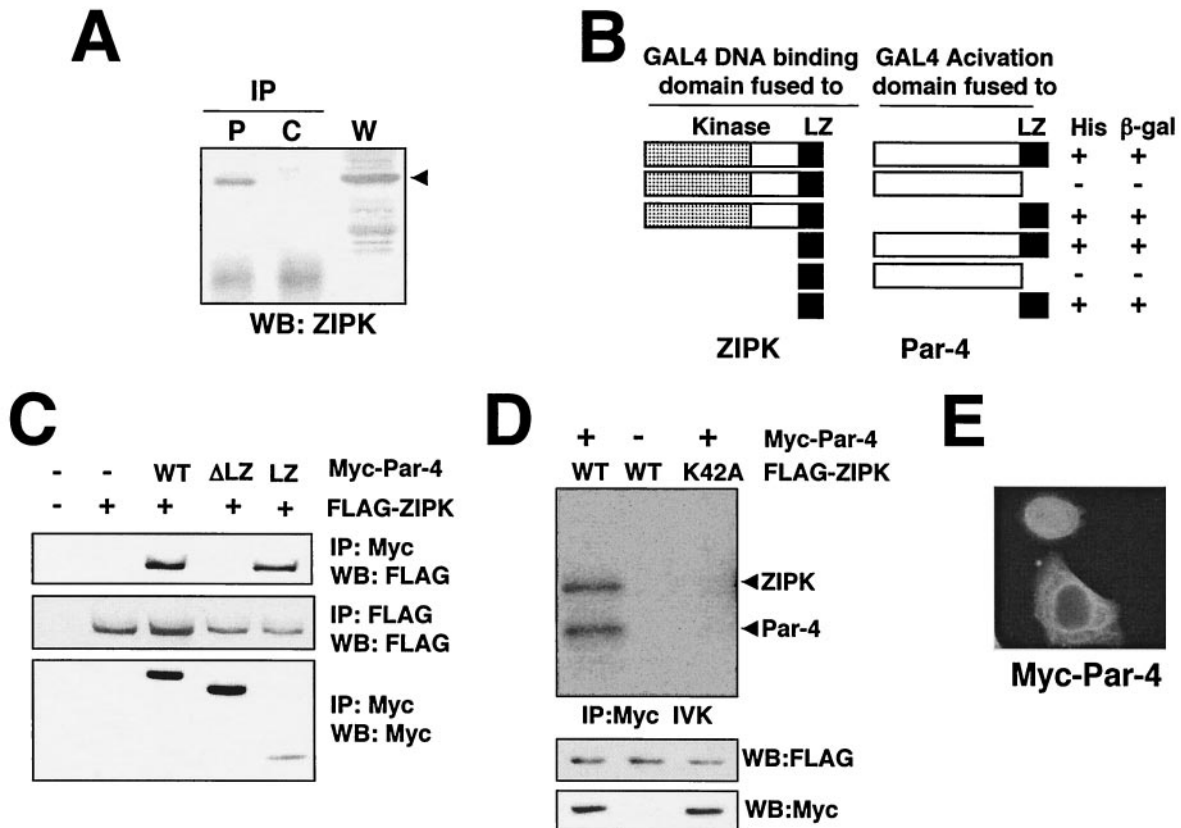 A
IP
P C W
WB: ZIPK
B
GAL4 DNA binding domain fused to
GAL4 Acivation domain fused to
Kinase LZ LZ His β-gal
+ +
- -
+ +
+ +
- -
+ +
ZIPK Par-4
C
- - WT ΔLZ LZ Myc-Par-4
- + + + + FLAG-ZIPK
IP: Myc
WB: FLAG
IP: FLAG
WB: FLAG
IP: Myc
WB: Myc
D
+ - + Myc-Par-4
WT WT K42A FLAG-ZIPK
ZIPK
Par-4
IP:Myc IVK
WB:FLAG
WB:Myc
E
Myc-Par-4